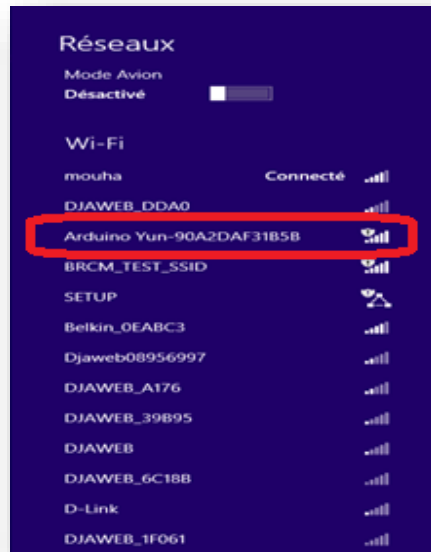 Réseaux
Mode Avion
Désactivé
Wi-Fi
mouha Connecté
DJAWEB_DDA0
Arduino Yun-90A2DAF31B5B
BRCM_TEST_SSID
SETUP
Belkin_0EABC3
Djaweb08956997
DJAWEB_A176
DJAWEB_39B95
DJAWEB
DJAWEB_6C18B
D-Link
DJAWEB_1F061